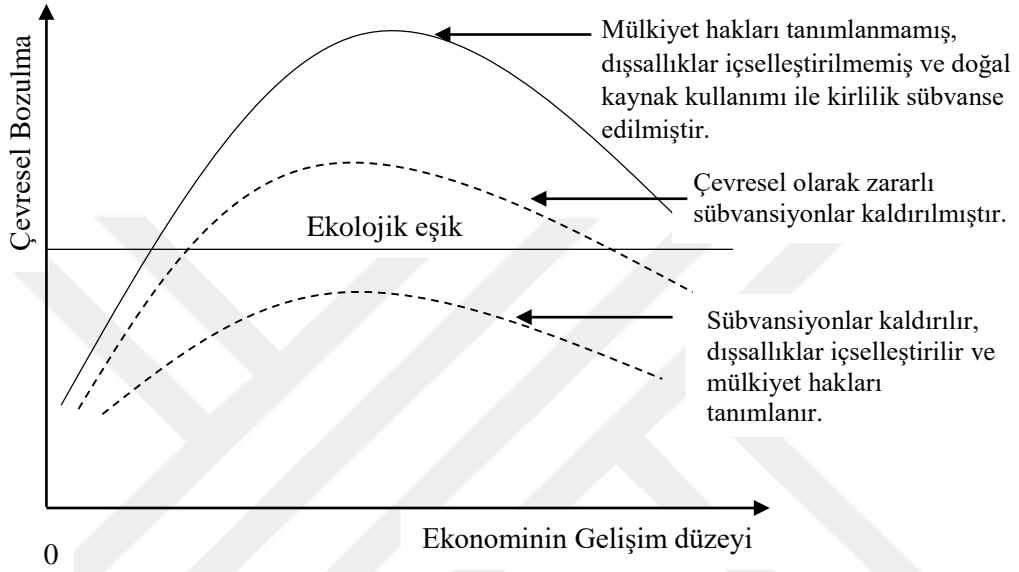 Çevresel Bozulma
Mülkiyet hakları tanımlanmamış,
dışsallıklar içselleştirilmemiş ve doğal
kaynak kullanımı ile kirlilik sübvanse
edilmiştir.
Çevresel olarak zararlı
sübvansiyonlar kaldırılmıştır.
Ekolojik eşik
Sübvansiyonlar kaldırılır,
dışsallıklar içselleştirilir ve
mülkiyet hakları
tanımlanır.
0
Ekonominin Gelişim düzeyi